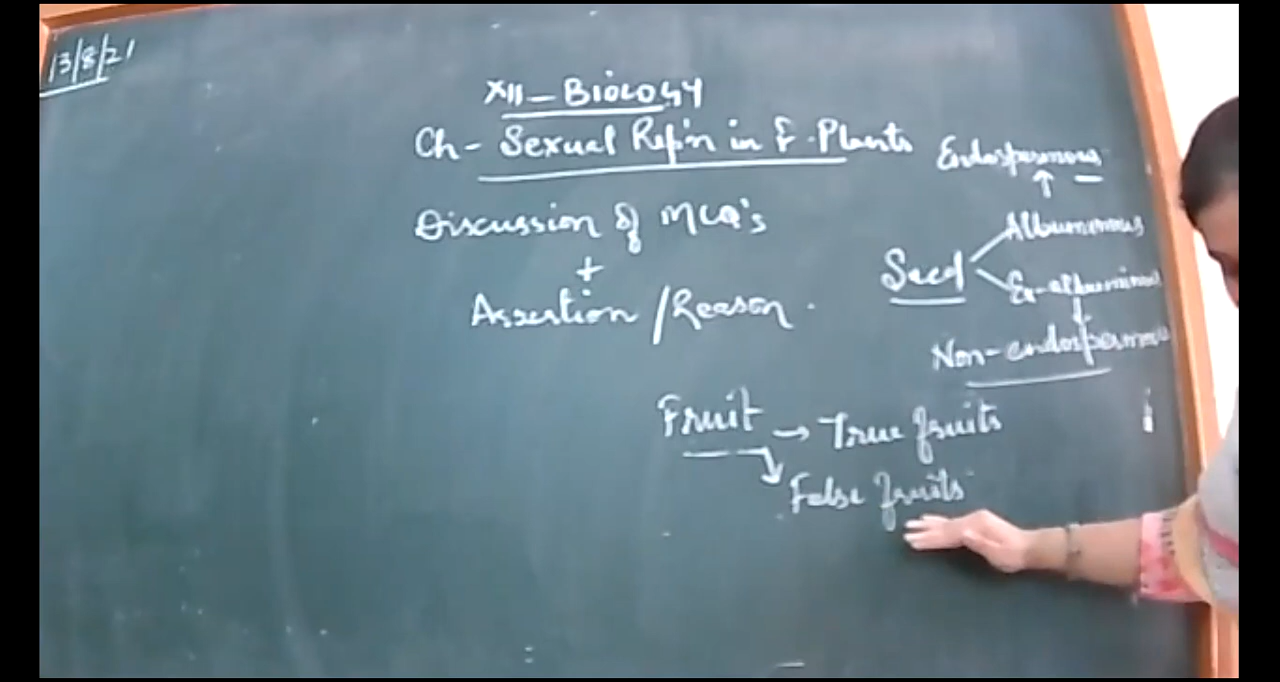 13/8/21
XII - Biology
Ch - Sexual Rep'n in F. Plants
Discussion of MCQ's
+
Assertion / Reason.
Endospermous
↑
Seed
Albuminous
Ex-albuminous
Non-endospermous
Fruit → True fruits
False fruits